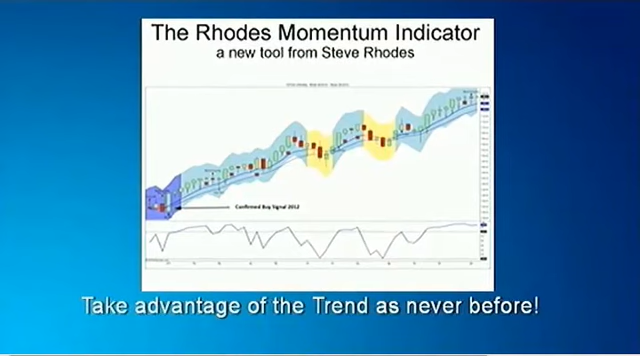 The Rhodes Momentum Indicator
a new tool from Steve Rhodes
Confirmed Buy Signal 2012
Take advantage of the Trend as never before!